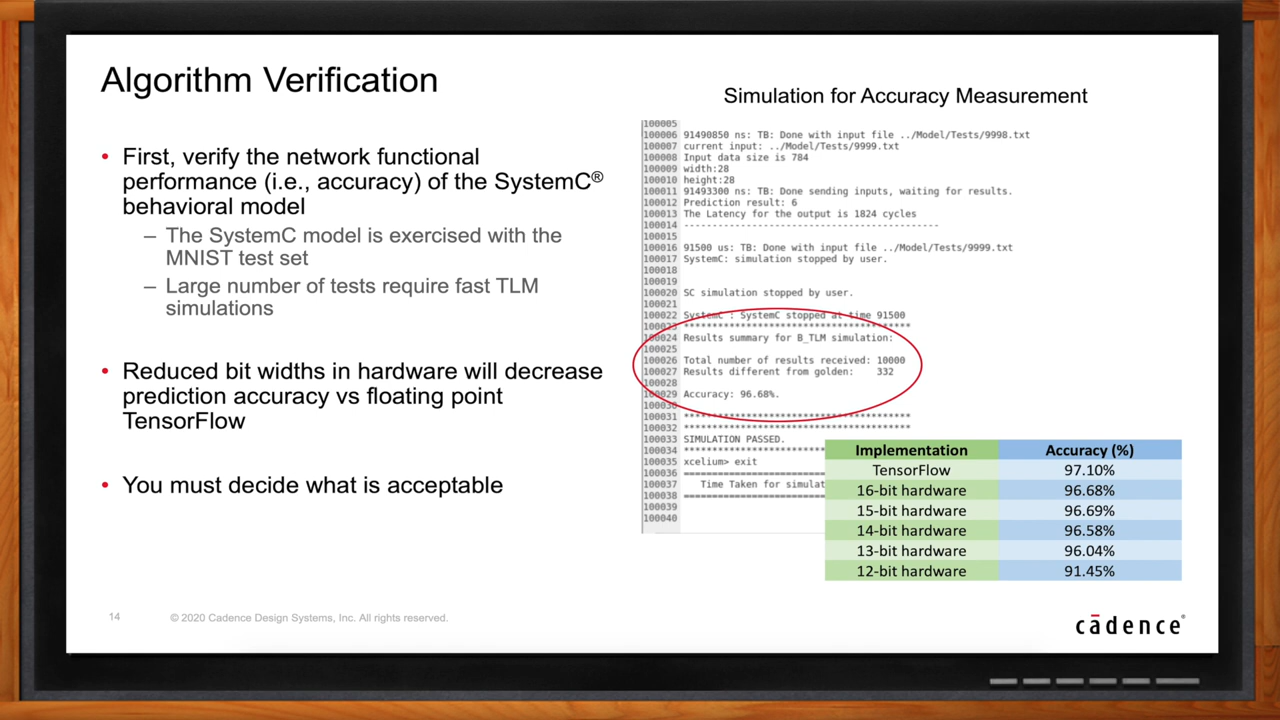 Algorithm Verification
• First, verify the network functional
performance (i.e., accuracy) of the SystemC®
behavioral model
– The SystemC model is exercised with the
MNIST test set
– Large number of tests require fast TLM
simulations
• Reduced bit widths in hardware will decrease
prediction accuracy vs floating point
TensorFlow
• You must decide what is acceptable
Simulation for Accuracy Measurement
100005
100006 91490850 ns: TB: Done with input file ../Model/Tests/9998.txt
100007 current input: ../Model/Tests/9999.txt
100008 Input data size is 784
100009 width:28
100010 height:28
100011 91493300 ns: TB: Done sending inputs, waiting for results.
100012 Prediction result: 6
100013 The Latency for the output is 1824 cycles
100014 -------------------------------------------
100015
100016 91500 us: TB: Done with input file ../Model/Tests/9999.txt
100017 SystemC: simulation stopped by user.
100018
100019
100020 SC simulation stopped by user.
100021
100022 SystemC : SystemC stopped at time 91500
100023 ****************************************
100024 Results summary for B_TLM simulation:
100025
100026 Total number of results received: 10000
100027 Results different from golden: 332
100028
100029 Accuracy: 96.68%.
100030
100031 ****************************************
100032 ****************************************
100033 SIMULATION PASSED.
100034 *************************
100035 xcelium> exit
100036 =========================
100037 Time Taken for simulat
100038 =========================
100039
100040
Implementation Accuracy (%)
TensorFlow 97.10%
16-bit hardware 96.68%
15-bit hardware 96.69%
14-bit hardware 96.58%
13-bit hardware 96.04%
12-bit hardware 91.45%
14 © 2020 Cadence Design Systems, Inc. All rights reserved.
cādence®